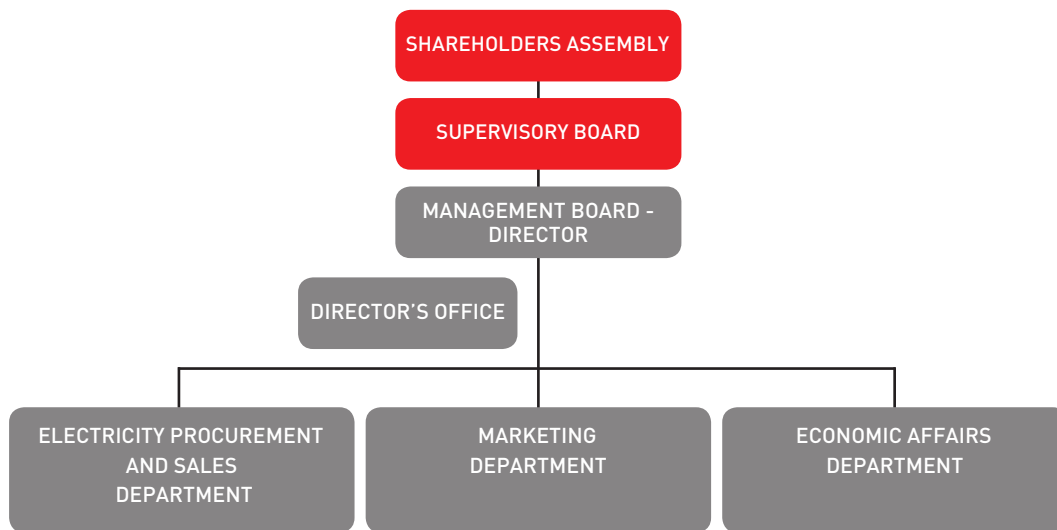 SHAREHOLDERS ASSEMBLY
SUPERVISORY BOARD
MANAGEMENT BOARD -
DIRECTOR
DIRECTOR’S OFFICE
ELECTRICITY PROCUREMENT
AND SALES
DEPARTMENT
MARKETING
DEPARTMENT
ECONOMIC AFFAIRS
DEPARTMENT